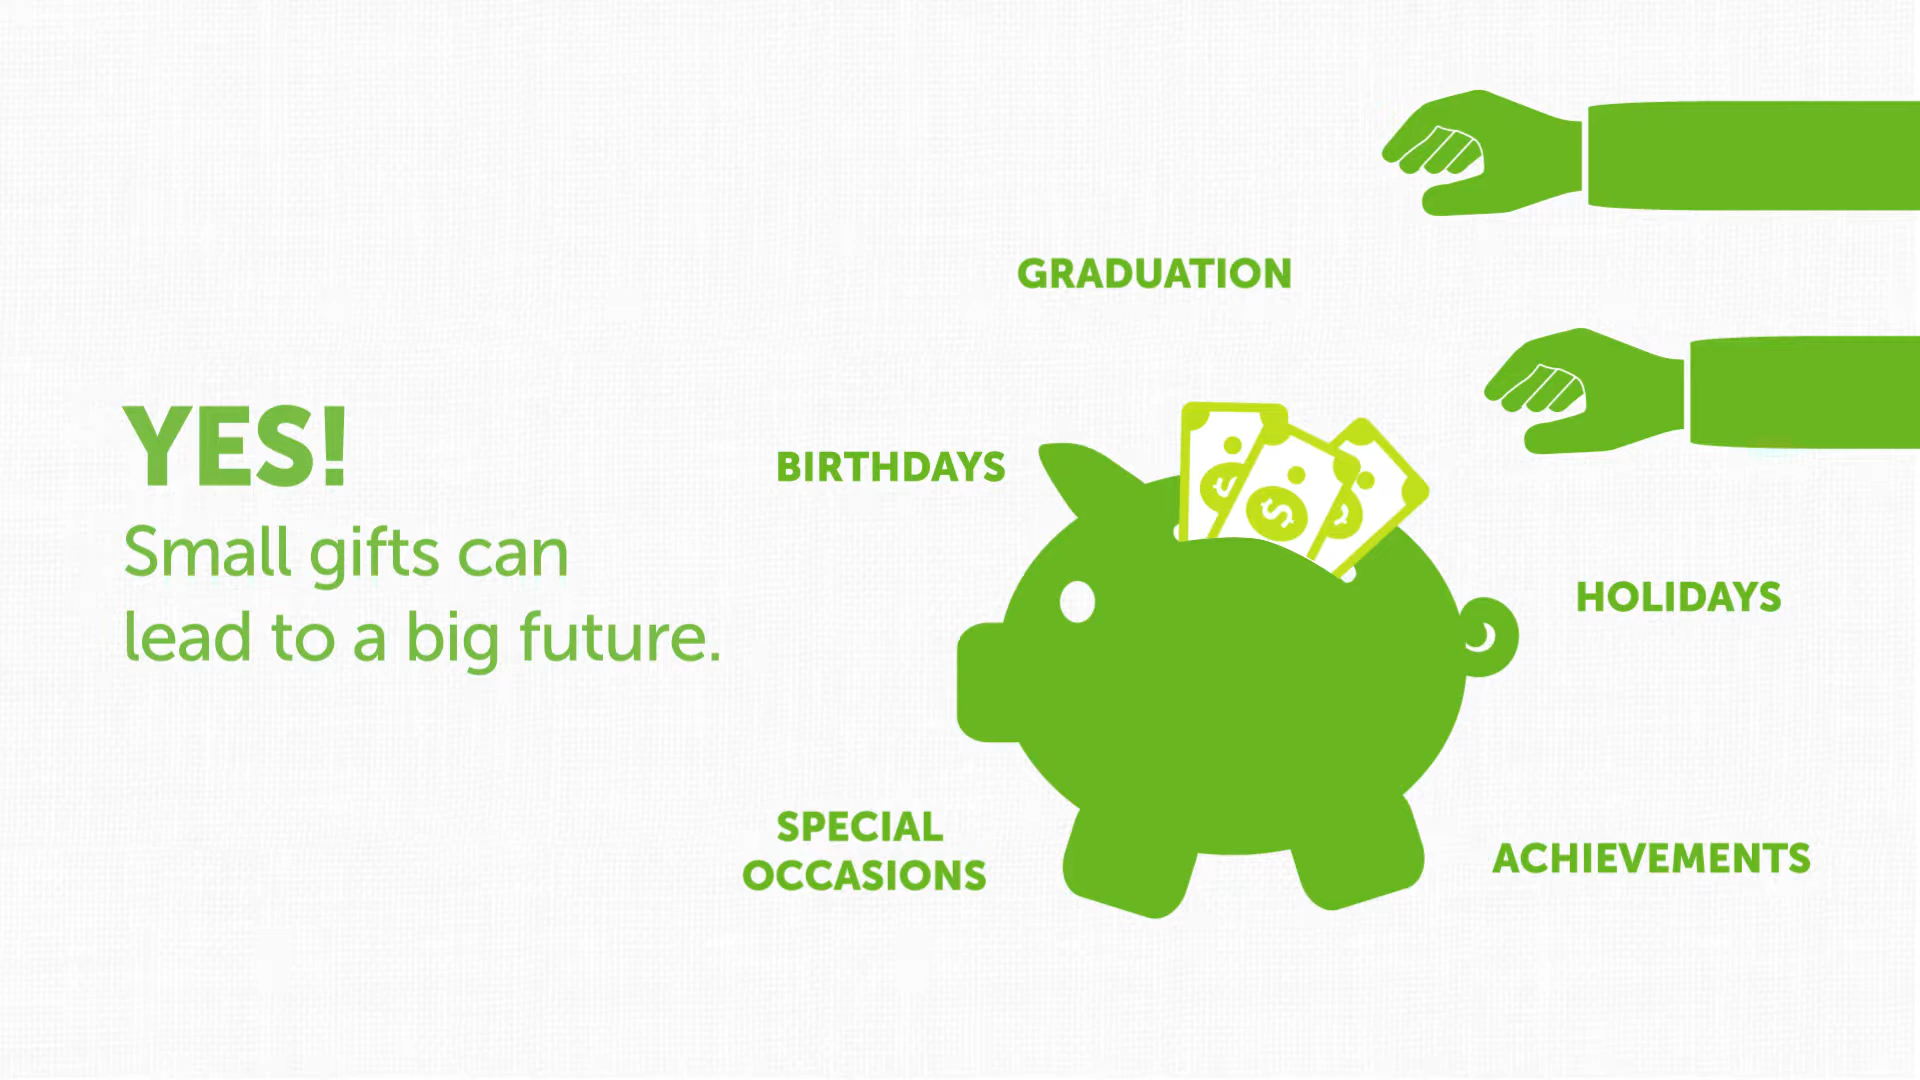 YES!
Small gifts can
lead to a big future.
GRADUATION
BIRTHDAYS
$ $ $
HOLIDAYS
SPECIAL
OCCASIONS
ACHIEVEMENTS